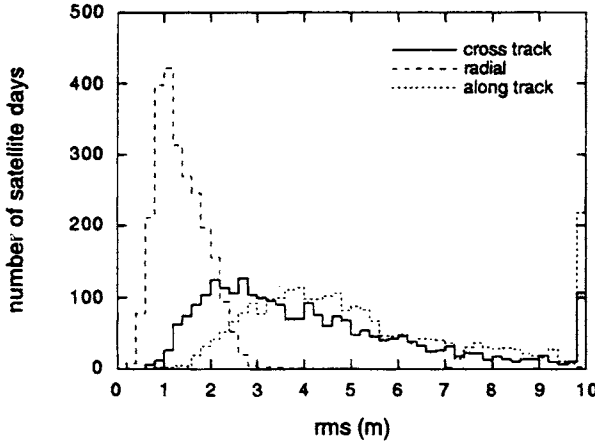 500
400
300
200
100
0
number of satellite days
cross track
radial
along track
0 1 2 3 4 5 6 7 8 9 10
rms (m)